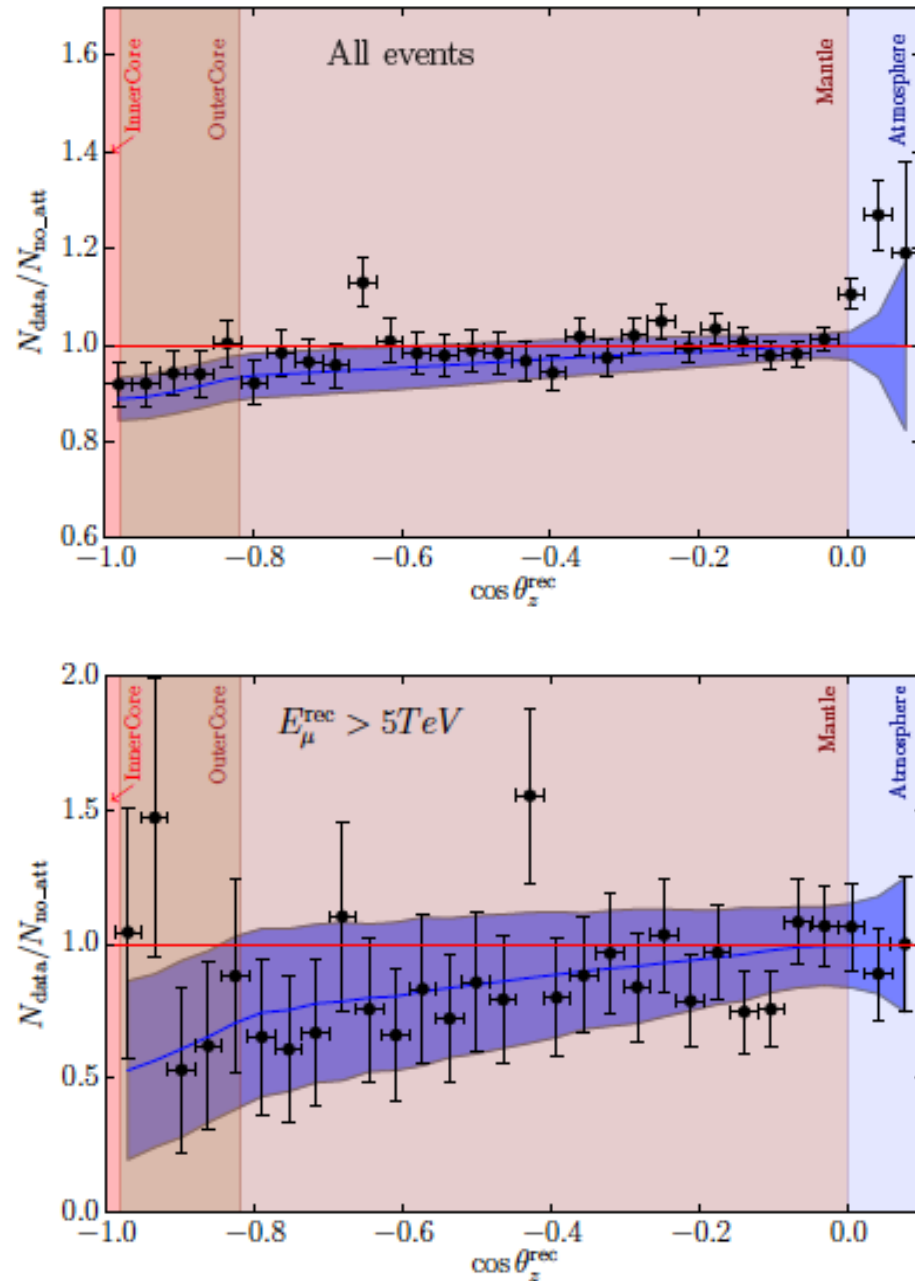 All events
InnerCore
OuterCore
Mantle
Atmosphere
N_data/N_no_att
1.6
1.4
1.2
1.0
0.8
0.6
−1.0 −0.8 −0.6 −0.4 −0.2 0.0
cos θ_z^rec
E_μ^rec > 5TeV
InnerCore
OuterCore
Mantle
Atmosphere
N_data/N_no_att
2.0
1.5
1.0
0.5
0.0
−1.0 −0.8 −0.6 −0.4 −0.2 0.0
cos θ_z^rec